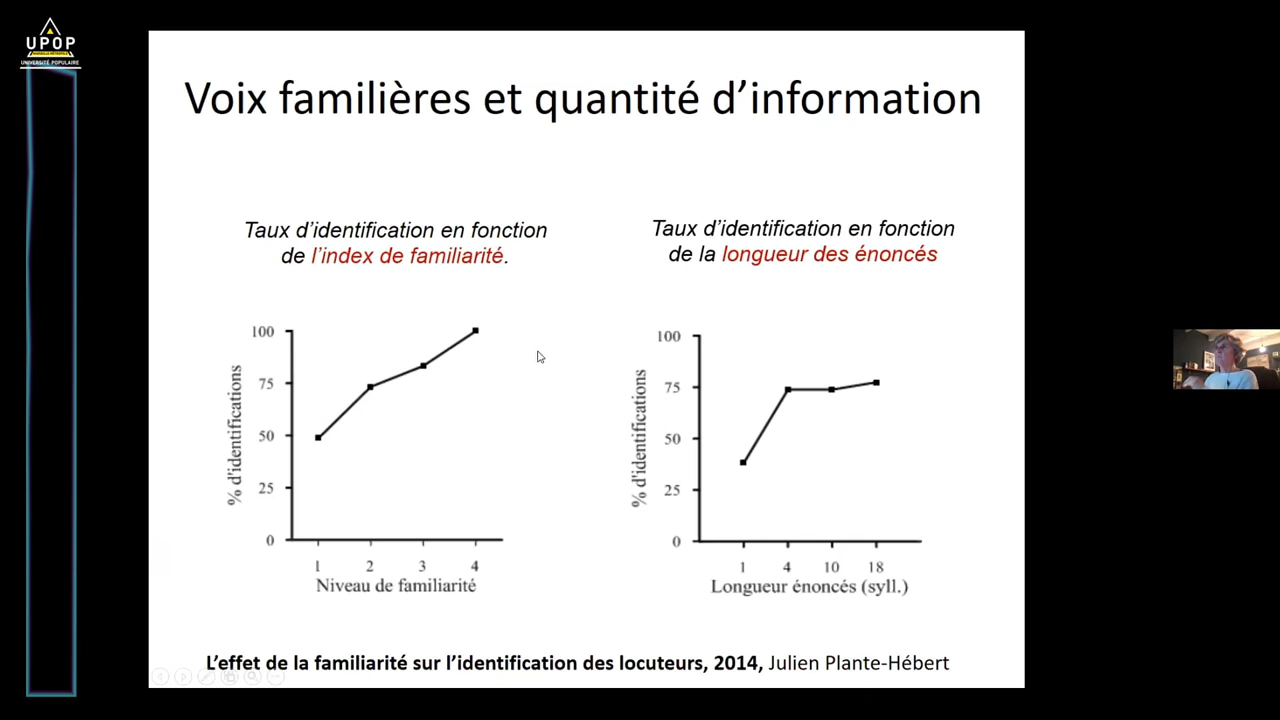 UPOP
MARSEILLE MÉTROPOLE
UNIVERSITÉ POPULAIRE
Voix familières et quantité d’information
Taux d’identification en fonction
de l’index de familiarité.
100
75
50
25
0
% d'identifications
1 2 3 4
Niveau de familiarité
Taux d’identification en fonction
de la longueur des énoncés
100
75
50
25
0
% d'identifications
1 4 10 18
Longueur énoncés (syll.)
L’effet de la familiarité sur l’identification des locuteurs, 2014, Julien Plante-Hébert